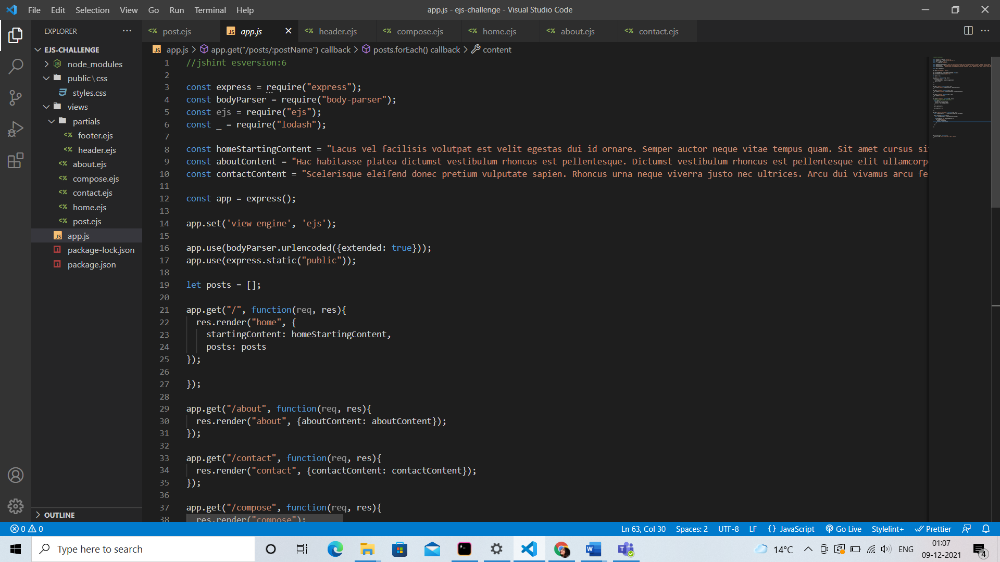 File Edit Selection View Go Run Terminal Help
app.js - ejs-challenge - Visual Studio Code
EXPLORER
EJS-CHALLENGE
node_modules
public\css
styles.css
views
partials
footer.ejs
header.ejs
about.ejs
compose.ejs
contact.ejs
home.ejs
post.ejs
JS app.js
package-lock.json
package.json
OUTLINE
<% post.ejs JS app.js <% header.ejs <% compose.ejs <% home.ejs <% about.ejs <% contact.ejs
JS app.js > app.get("/posts/:postName") callback > posts.forEach() callback > content
1 //jshint esversion:6
2
3 const express = require("express");
4 const bodyParser = require("body-parser");
5 const ejs = require("ejs");
6 const _ = require("lodash");
7
8 const homeStartingContent = "Lacus vel facilisis volutpat est velit egestas dui id ornare. Semper auctor neque vitae tempus quam. Sit amet cursus si
9 const aboutContent = "Hac habitasse platea dictumst vestibulum rhoncus est pellentesque. Dictumst vestibulum rhoncus est pellentesque elit ullamcorp
10 const contactContent = "Scelerisque eleifend donec pretium vulputate sapien. Rhoncus urna neque viverra justo nec ultrices. Arcu dui vivamus arcu fe
11
12 const app = express();
13
14 app.set('view engine', 'ejs');
15
16 app.use(bodyParser.urlencoded({extended: true}));
17 app.use(express.static("public"));
18
19 let posts = [];
20
21 app.get("/", function(req, res){
22 res.render("home", {
23 startingContent: homeStartingContent,
24 posts: posts
25 });
26
27 });
28
29 app.get("/about", function(req, res){
30 res.render("about", {aboutContent: aboutContent});
31 });
32
33 app.get("/contact", function(req, res){
34 res.render("contact", {contactContent: contactContent});
35 });
36
37 app.get("/compose", function(req, res){
38 res.render("compose");
0 0 Ln 63, Col 30 Spaces: 2 UTF-8 LF {} JavaScript Go Live Stylelint+ Prettier
Type here to search
14°C ENG
01:07
09-12-2021
4